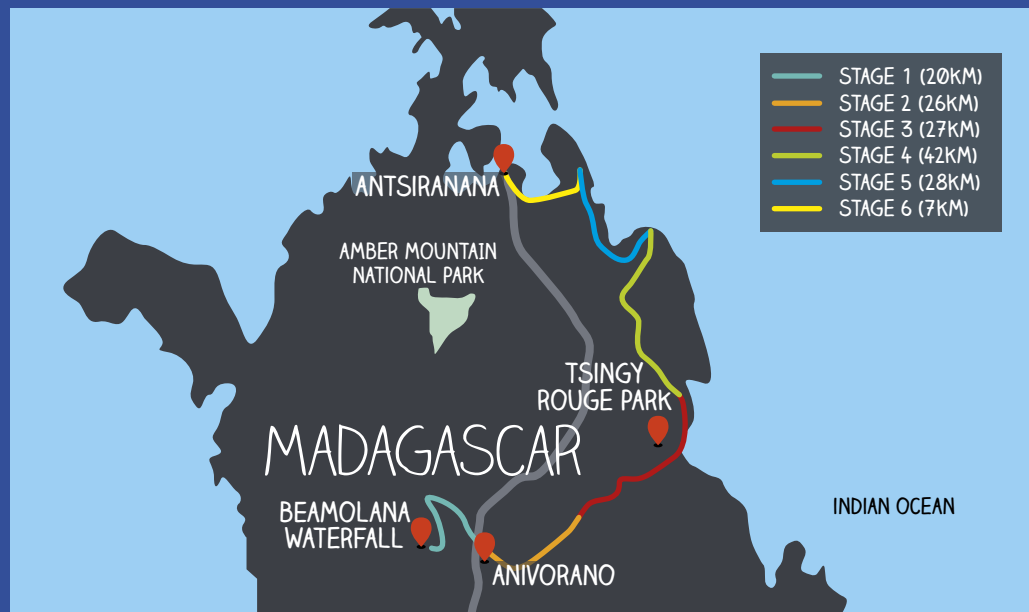 STAGE 1 (20KM)
STAGE 2 (26KM)
STAGE 3 (27KM)
STAGE 4 (42KM)
STAGE 5 (28KM)
STAGE 6 (7KM)
ANTSIRANANA
AMBER MOUNTAIN
NATIONAL PARK
TSINGY
ROUGE PARK
MADAGASCAR
BEAMOLANA
WATERFALL
INDIAN OCEAN
ANIVORANO